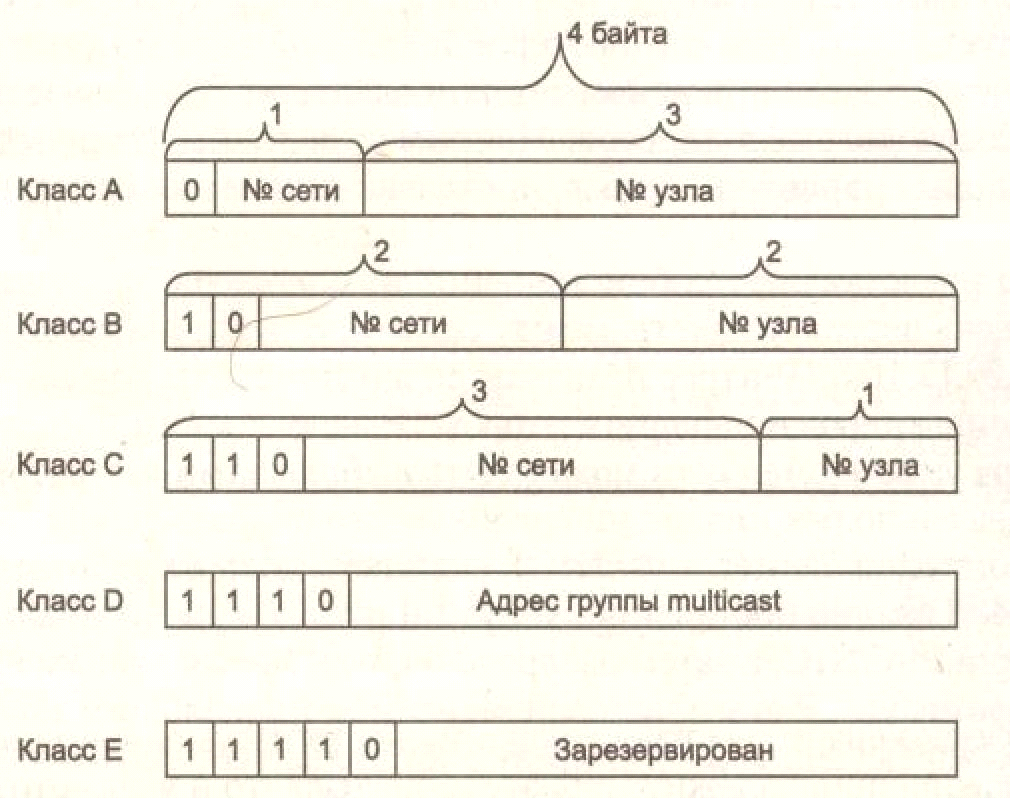 4 байта
1 3
Класс A 0 № сети № узла
2 2
Класс B 1 0 № сети № узла
3 1
Класс C 1 1 0 № сети № узла
Класс D 1 1 1 0 Адрес группы multicast
Класс E 1 1 1 1 0 Зарезервирован